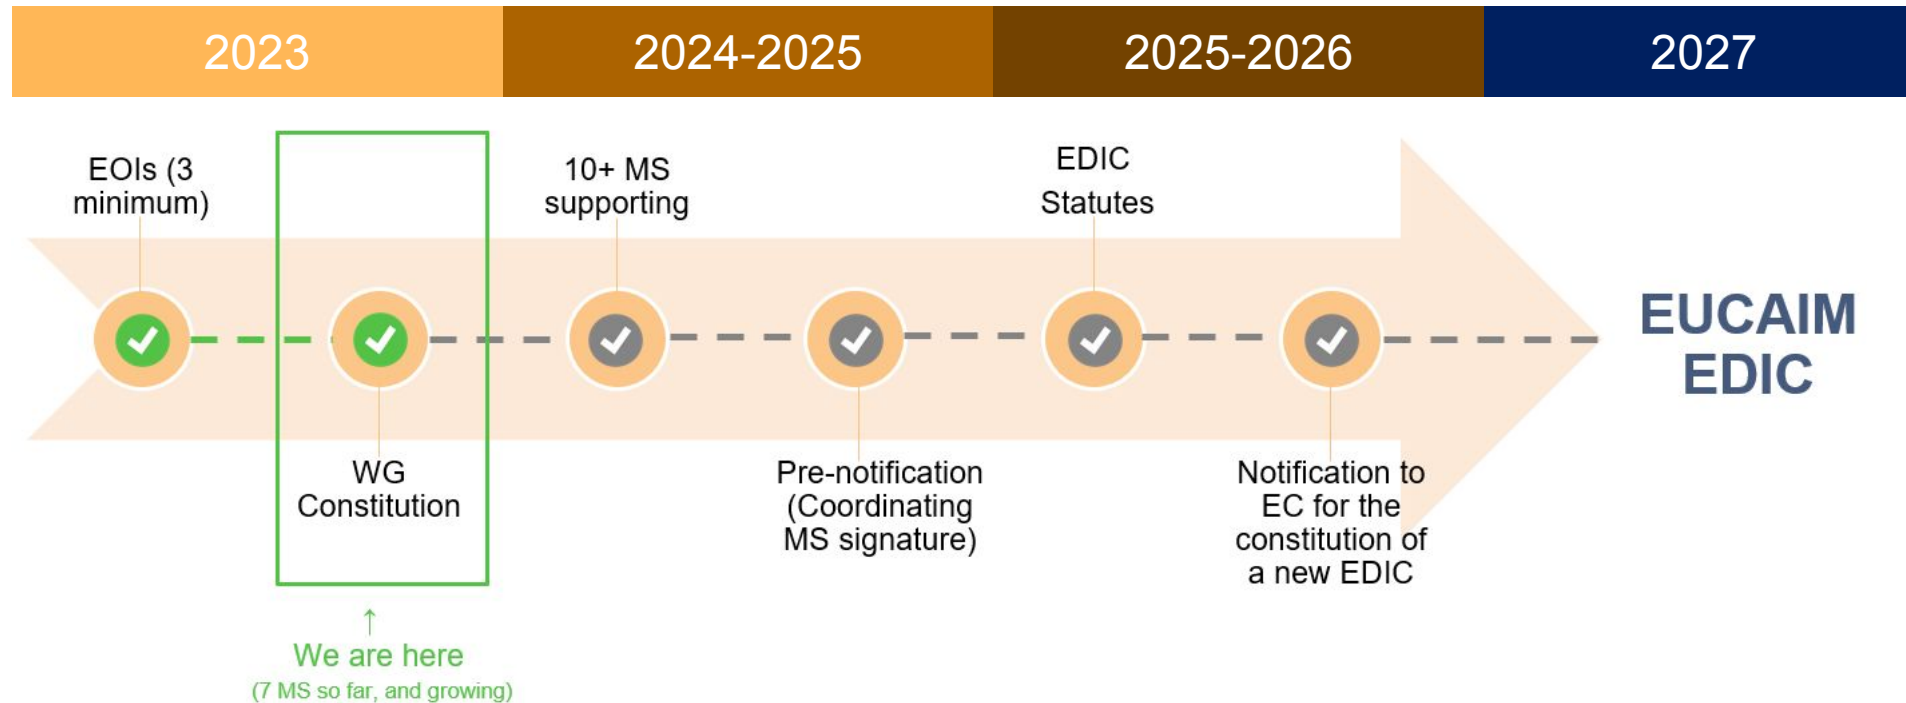 2023
2024-2025
2025-2026
2027
EOIs (3
minimum)
10+ MS
supporting
EDIC
Statutes
EUCAIM
EDIC
WG
Constitution
Pre-notification
(Coordinating
MS signature)
Notification to
EC for the
constitution of
a new EDIC
↑
We are here
(7 MS so far, and growing)